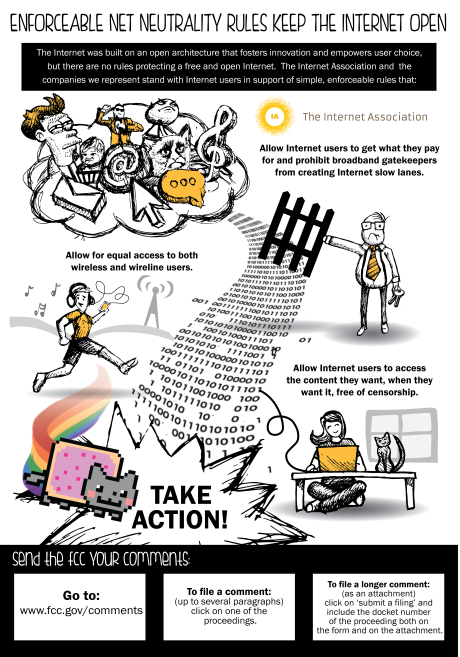 ENFORCEABLE NET NEUTRALITY RULES KEEP THE INTERNET OPEN
The Internet was built on an open architecture that fosters innovation and empowers user choice,
but there are no rules protecting a free and open Internet. The Internet Association and the
companies we represent stand with Internet users in support of simple, enforceable rules that:
IA
The Internet Association
Allow Internet users to get what they pay
for and prohibit broadband gatekeepers
from creating Internet slow lanes.
@
Allow for equal access to both
wireless and wireline users.
Allow Internet users to access
the content they want, when they
want it, free of censorship.
TAKE
ACTION!
Send the FCC your comments:
Go to:
www.fcc.gov/comments
To file a comment:
(up to several paragraphs)
click on one of the
proceedings.
To file a longer comment:
(as an attachment)
click on 'submit a filing' and
include the docket number
of the proceeding both on
the form and on the attachment.